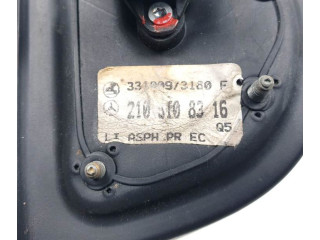 331009/3160 F
210 810 83 16
Q5
LI ASPH PR EC